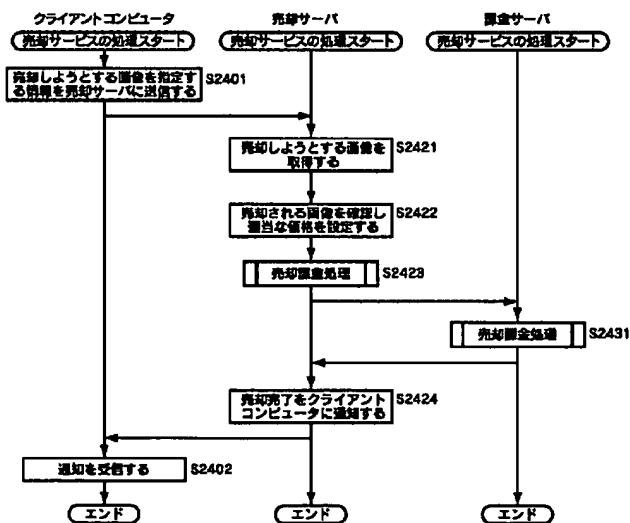 クライアントコンピュータ
売却サーバ
課金サーバ
売却サービスの処理スタート
売却サービスの処理スタート
売却サービスの処理スタート
売却しようとする画像を指定す
る情報を売却サーバに送信する
S2401
売却しようとする画像を
取得する
S2421
売却される画像を確認し
適当な価格を設定する
S2422
売却課金処理
S2423
売却課金処理
S2431
売却完了をクライアント
コンピュータに通知する
S2424
通知を受信する
S2402
エンド
エンド
エンド